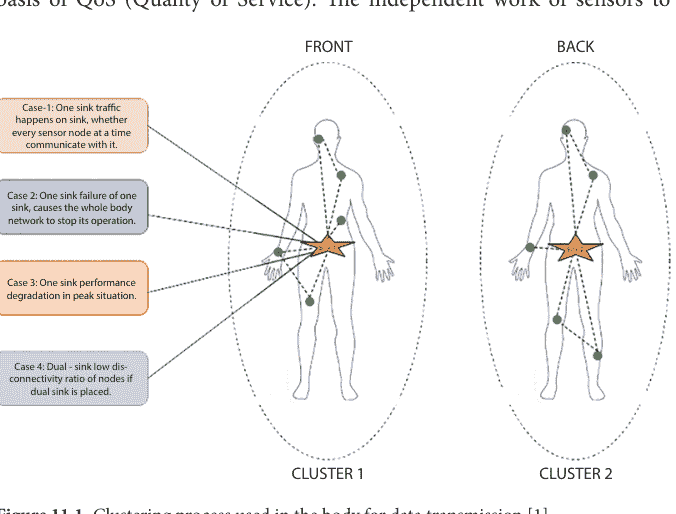 basis of QoS (Quality of Service). The independent work of sensors to
FRONT
BACK
Case-1: One sink traffic
happens on sink, whether
every sensor node at a time
communicate with it.
Case 2: One sink failure of one
sink, causes the whole body
network to stop its operation.
Case 3: One sink performance
degradation in peak situation.
Case 4: Dual - sink low dis-
connectivity ratio of nodes if
dual sink is placed.
CLUSTER 1
CLUSTER 2
Figure 11.1 Clustering process used in the body for data transmission [1]